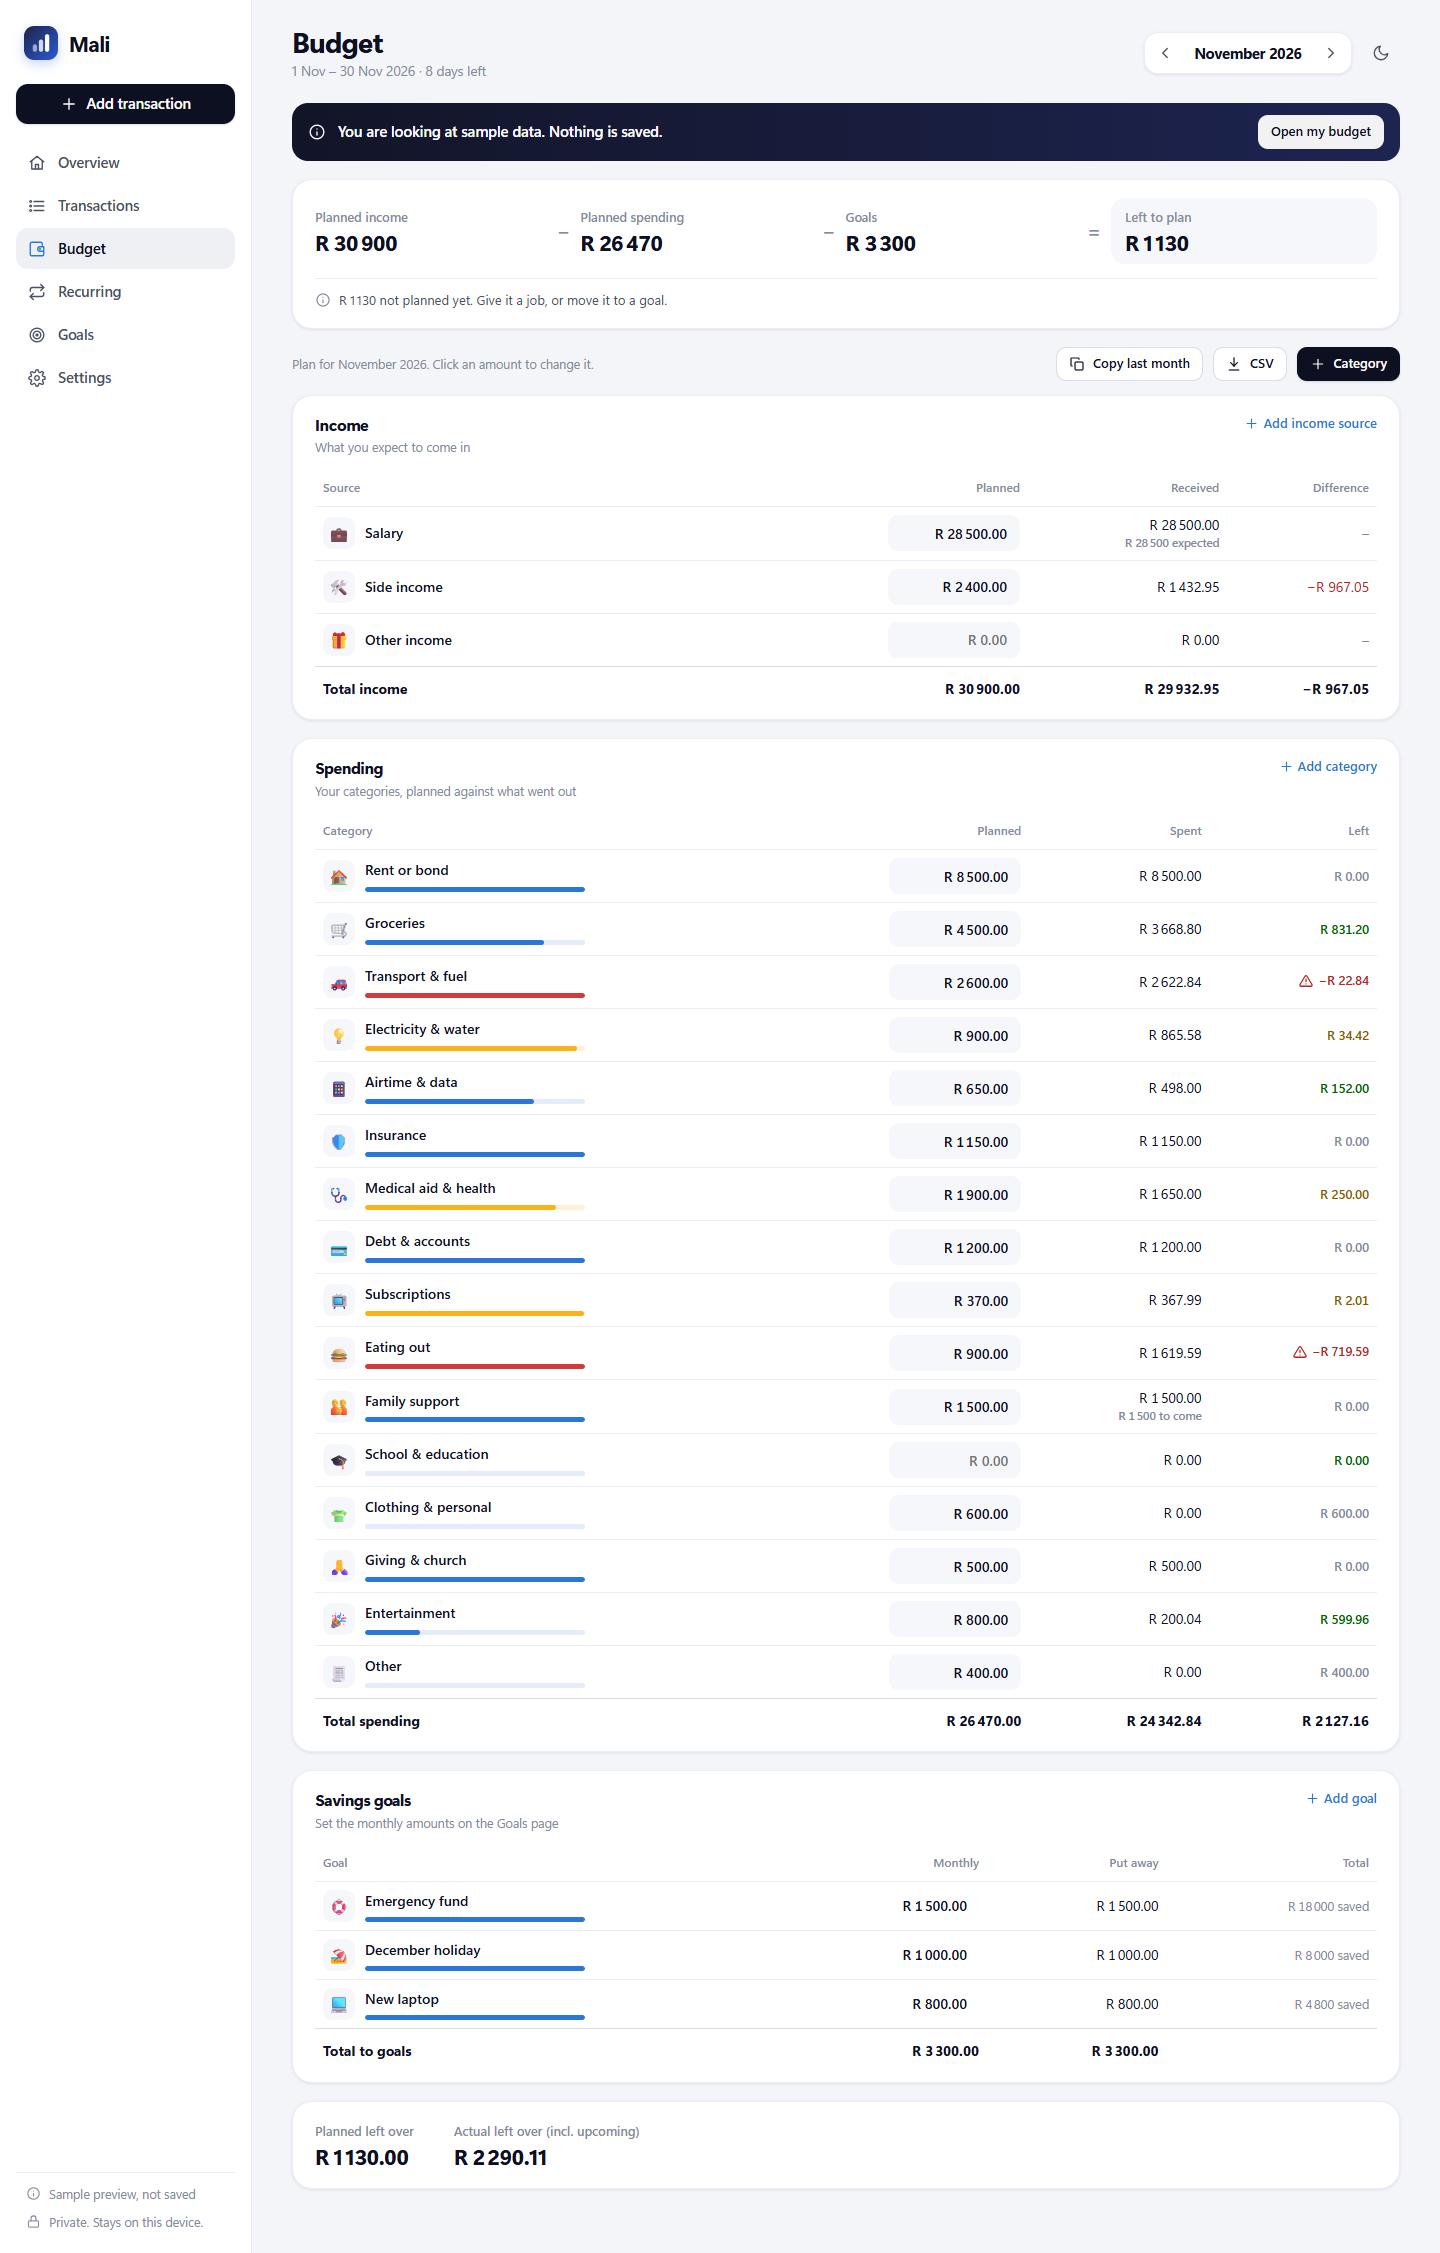 Mali
Budget
1 Nov – 30 Nov 2026 · 8 days left
November 2026
Add transaction
Overview
Transactions
Budget
Recurring
Goals
Settings
You are looking at sample data. Nothing is saved.
Open my budget
Planned income
R 30 900
–
Planned spending
R 26 470
–
Goals
R 3 300
=
Left to plan
R 1130
R 1130 not planned yet. Give it a job, or move it to a goal.
Plan for November 2026. Click an amount to change it.
Copy last month
CSV
Category
Income
Add income source
What you expect to come in
Source Planned Received Difference
Salary R 28 500.00 R 28 500.00 –
R 28 500 expected
Side income R 2 400.00 R 1 432.95 –R 967.05
Other income R 0.00 R 0.00 –
Total income R 30 900.00 R 29 932.95 –R 967.05
Spending
Add category
Your categories, planned against what went out
Category Planned Spent Left
Rent or bond R 8 500.00 R 8 500.00 R 0.00
Groceries R 4 500.00 R 3 668.80 R 831.20
Transport & fuel R 2 600.00 R 2 622.84 –R 22.84
Electricity & water R 900.00 R 865.58 R 34.42
Airtime & data R 650.00 R 498.00 R 152.00
Insurance R 1 150.00 R 1 150.00 R 0.00
Medical aid & health R 1 900.00 R 1 650.00 R 250.00
Debt & accounts R 1 200.00 R 1 200.00 R 0.00
Subscriptions R 370.00 R 367.99 R 2.01
Eating out R 900.00 R 1 619.59 –R 719.59
Family support R 1 500.00 R 1 500.00 R 0.00
R 1 500 to come
School & education R 0.00 R 0.00 R 0.00
Clothing & personal R 600.00 R 0.00 R 600.00
Giving & church R 500.00 R 500.00 R 0.00
Entertainment R 800.00 R 200.04 R 599.96
Other R 400.00 R 0.00 R 400.00
Total spending R 26 470.00 R 24 342.84 R 2 127.16
Savings goals
Add goal
Set the monthly amounts on the Goals page
Goal Monthly Put away Total
Emergency fund R 1 500.00 R 1 500.00 R 18 000 saved
December holiday R 1 000.00 R 1 000.00 R 8 000 saved
New laptop R 800.00 R 800.00 R 4 800 saved
Total to goals R 3 300.00 R 3 300.00
Planned left over
R 1 130.00
Actual left over (incl. upcoming)
R 2 290.11
Sample preview, not saved
Private. Stays on this device.